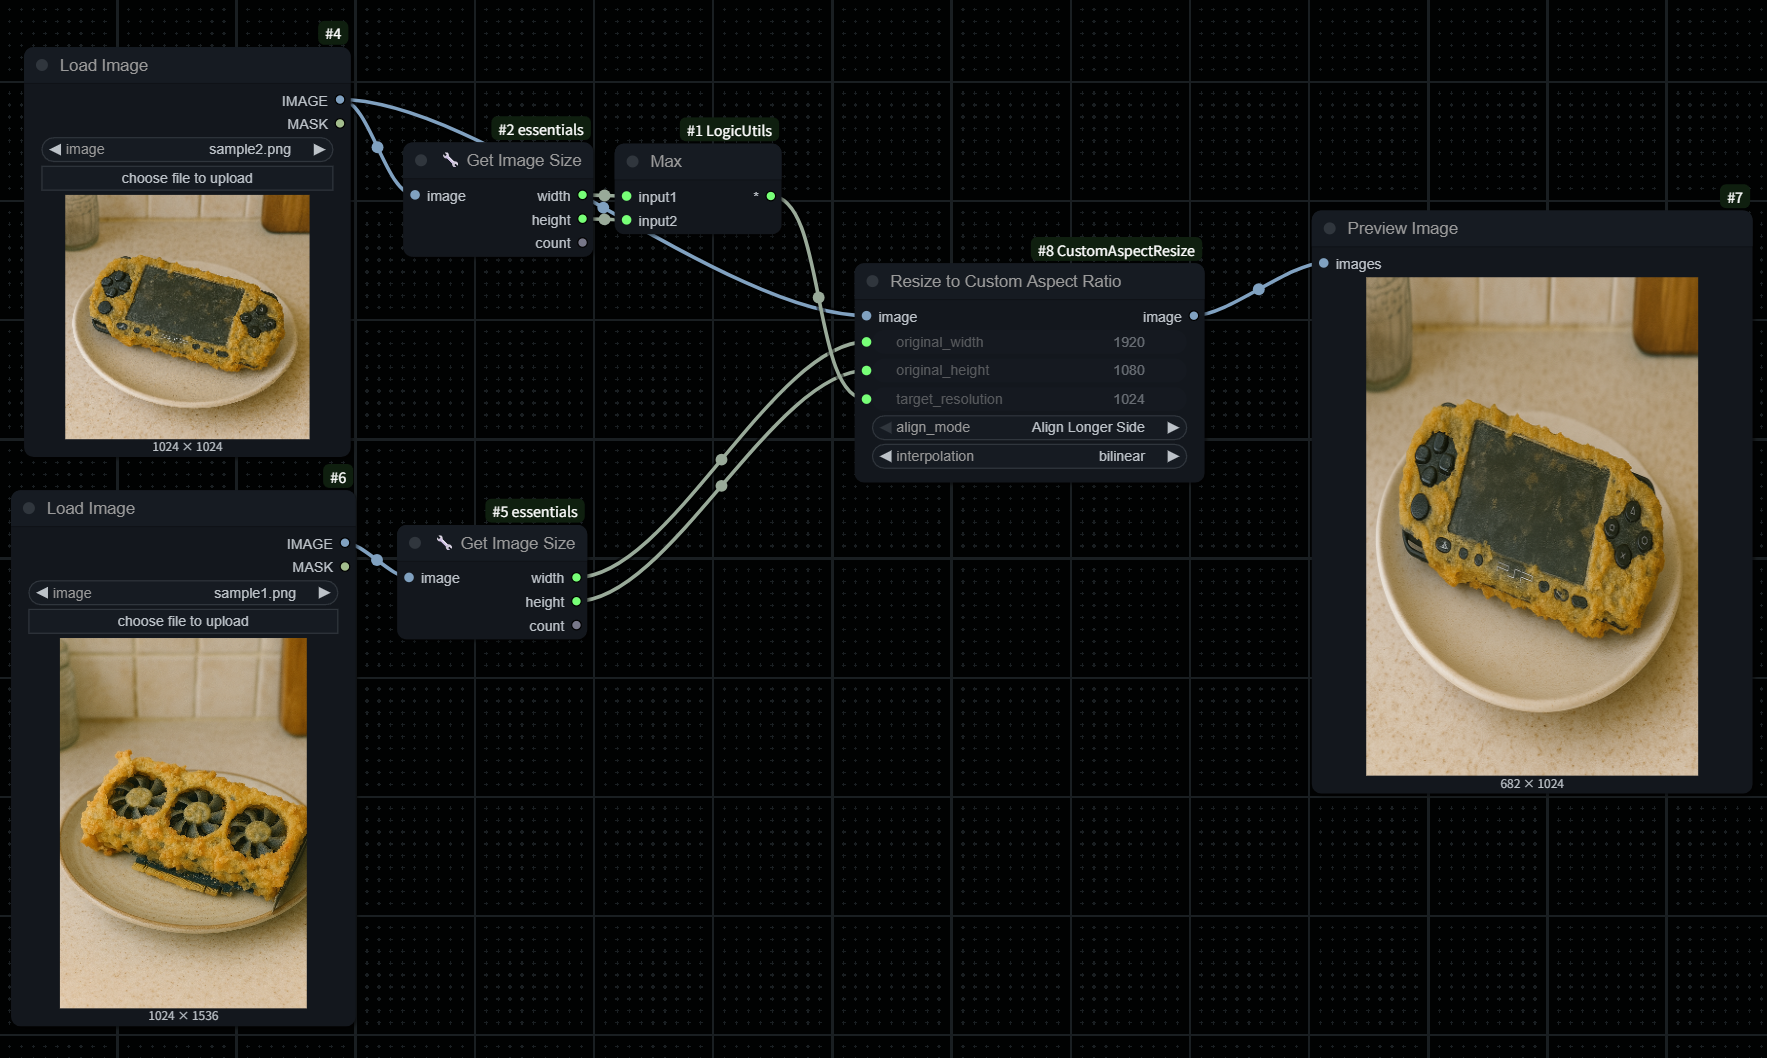 #4
Load Image
IMAGE
MASK
image sample2.png
choose file to upload
1024 × 1024
#2 essentials
Get Image Size
image width
height
count
#1 LogicUtils
Max
input1 *
input2
#8 CustomAspectResize
Resize to Custom Aspect Ratio
image image
original_width 1920
original_height 1080
target_resolution 1024
align_mode Align Longer Side
interpolation bilinear
#7
Preview Image
images
682 × 1024
#6
Load Image
IMAGE
MASK
image sample1.png
choose file to upload
1024 × 1536
#5 essentials
Get Image Size
image width
height
count